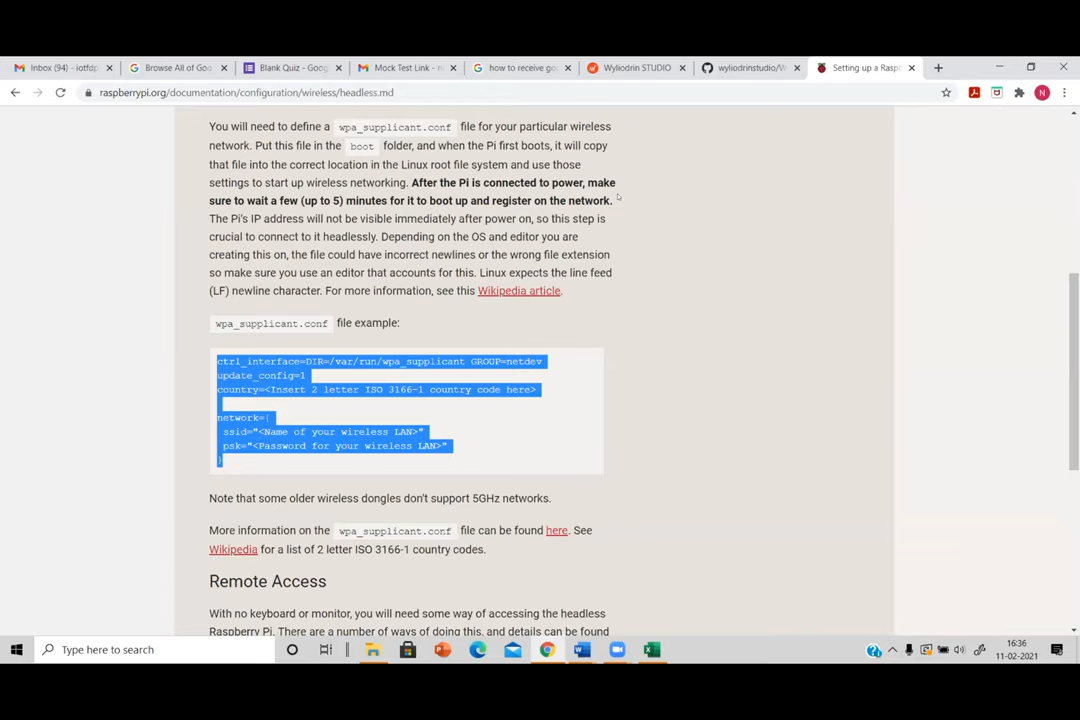 Inbox (94) - iotfdp
Browse All of Goo
Blank Quiz - Goog
Mock Test Link - n
how to receive goo
Wyliodrin STUDIO
wyliodrinstudio/W
Setting up a Raspb
raspberrypi.org/documentation/configuration/wireless/headless.md
N
You will need to define a wpa_supplicant.conf file for your particular wireless
network. Put this file in the boot folder, and when the Pi first boots, it will copy
that file into the correct location in the Linux root file system and use those
settings to start up wireless networking. After the Pi is connected to power, make
sure to wait a few (up to 5) minutes for it to boot up and register on the network.
The Pi's IP address will not be visible immediately after power on, so this step is
crucial to connect to it headlessly. Depending on the OS and editor you are
creating this on, the file could have incorrect newlines or the wrong file extension
so make sure you use an editor that accounts for this. Linux expects the line feed
(LF) newline character. For more information, see this Wikipedia article.
wpa_supplicant.conf file example:
ctrl_interface=DIR=/var/run/wpa_supplicant GROUP=netdev
update_config=1
country=<Insert 2 letter ISO 3166-1 country code here>
network={
ssid="<Name of your wireless LAN>"
psk="<Password for your wireless LAN>"
}
Note that some older wireless dongles don't support 5GHz networks.
More information on the wpa_supplicant.conf file can be found here. See
Wikipedia for a list of 2 letter ISO 3166-1 country codes.
Remote Access
With no keyboard or monitor, you will need some way of accessing the headless
Raspberry Pi. There are a number of ways of doing this, and details can be found
Type here to search
16:36
11-02-2021